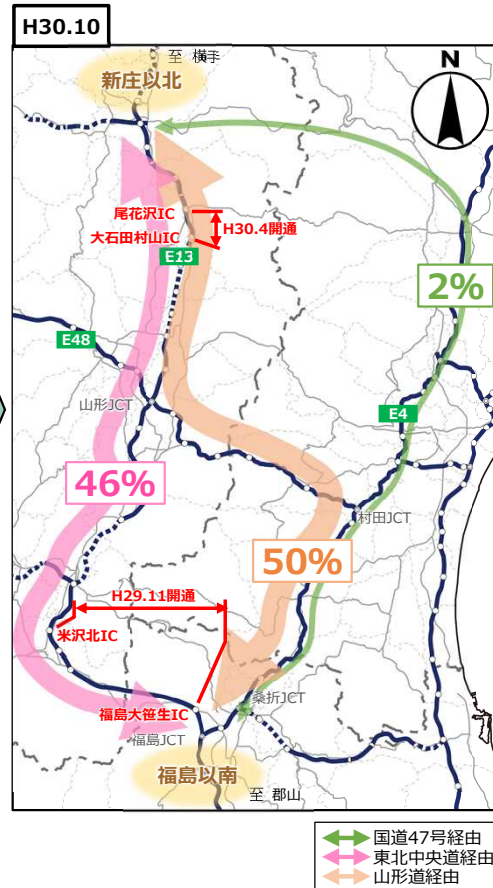 H30.10
至 横手
新庄以北
N
尾花沢IC
H30.4開通
大石田村山IC
E13
2%
E48
山形JCT
E4
46%
村田JCT
50%
H29.11開通
米沢北IC
桑折JCT
福島大笹生IC
福島JCT
福島以南
至 郡山
国道47号経由
東北中央道経由
山形道経由